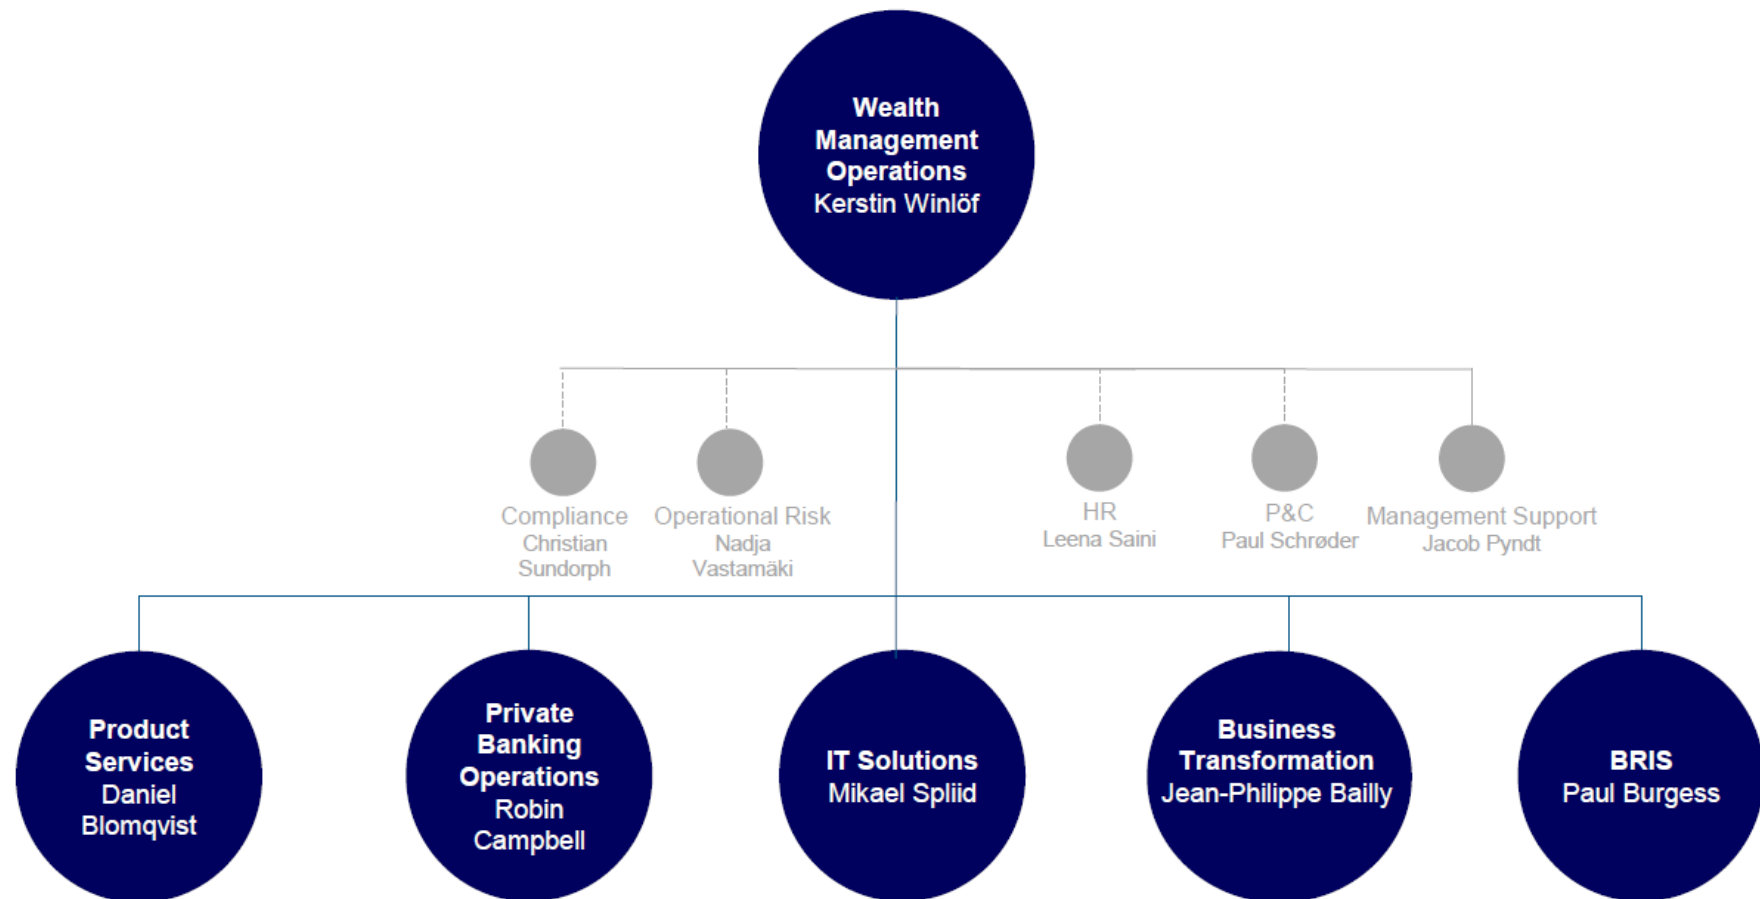 Wealth
Management
Operations
Kerstin Winlöf
Compliance
Christian
Sundorph
Operational Risk
Nadja
Vastamäki
HR
Leena Saini
P&C
Paul Schrøder
Management Support
Jacob Pyndt
Product
Services
Daniel
Blomqvist
Private
Banking
Operations
Robin
Campbell
IT Solutions
Mikael Spliid
Business
Transformation
Jean-Philippe Bailly
BRIS
Paul Burgess